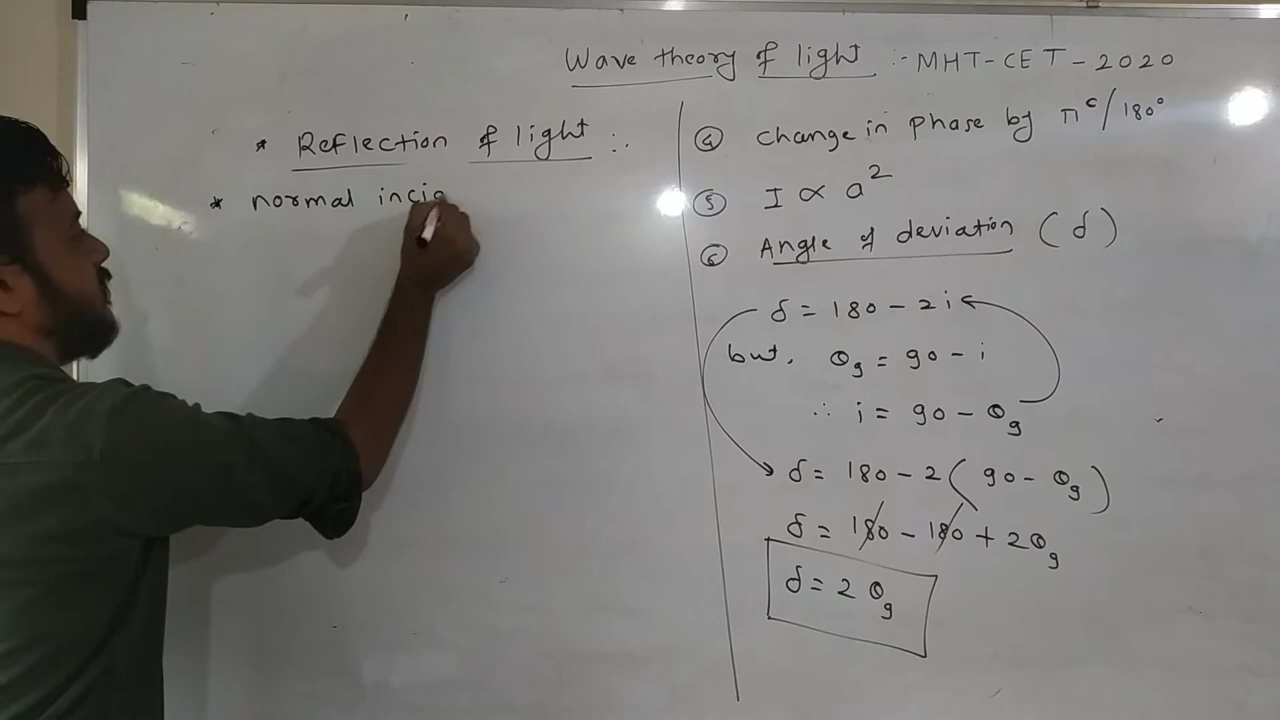 Wave theory of light :- MHT-CET-2020
* Reflection of light :.
* normal inci
④ change in phase by πᶜ/180°
⑤ I ∝ a²
⑥ Angle of deviation (δ)
δ = 180 - 2i
but, θg = 90 - i
∴ i = 90 - θg
δ = 180 - 2(90 - θg)
δ = 180 - 180 + 2θg
δ = 2θg